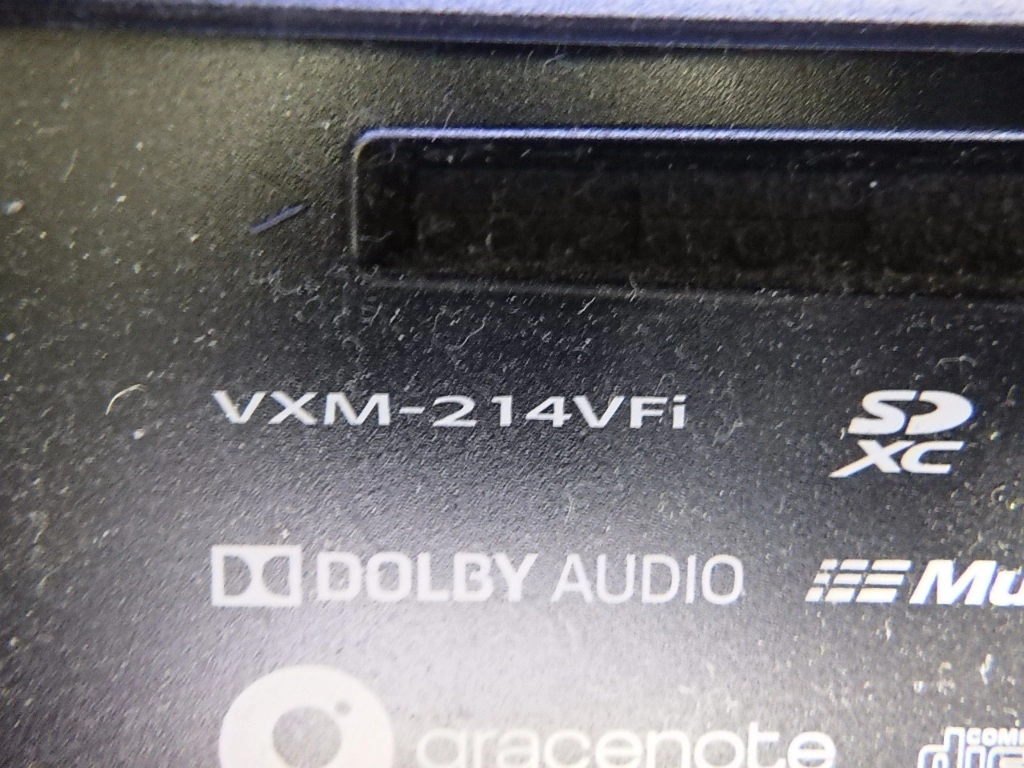 VXM-214VFi
SD
XC
DOLBY AUDIO
gracenote